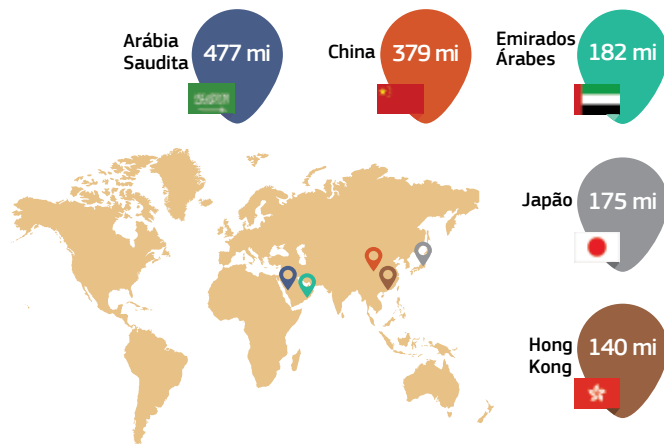 Arábia
Saudita
477 mi
China
379 mi
Emirados
Árabes
182 mi
Japão
175 mi
Hong
Kong
140 mi